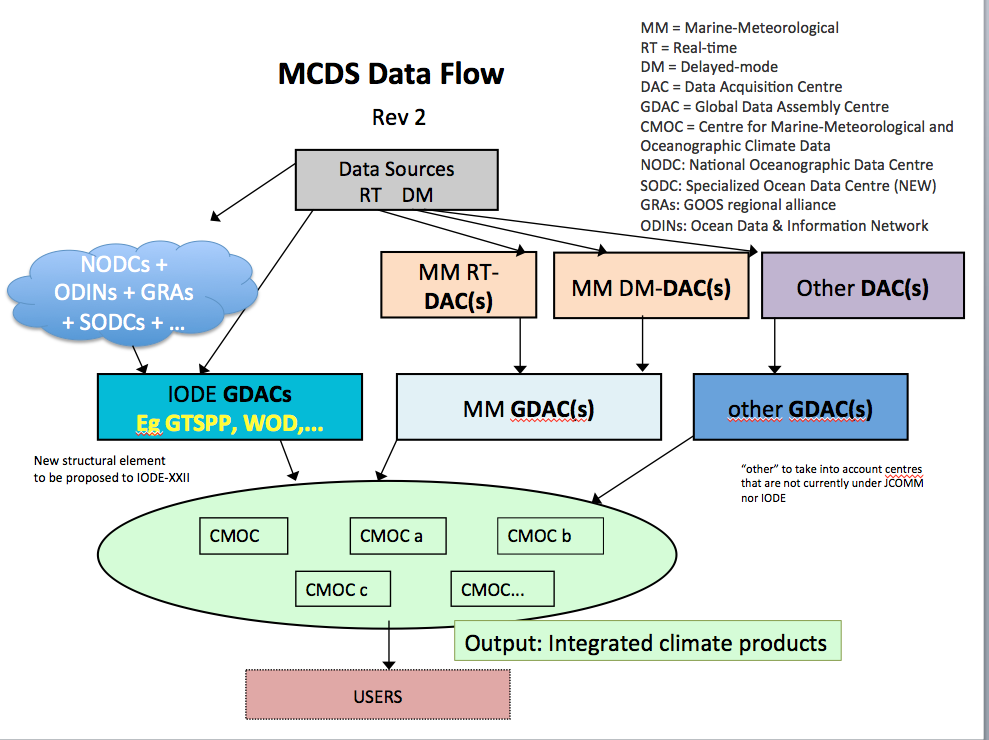 MM = Marine-Meteorological
RT = Real-time
DM = Delayed-mode
DAC = Data Acquisition Centre
GDAC = Global Data Assembly Centre
CMOC = Centre for Marine-Meteorological and
Oceanographic Climate Data
NODC: National Oceanographic Data Centre
SODC: Specialized Ocean Data Centre (NEW)
GRAs: GOOS regional alliance
ODINs: Ocean Data & Information Network
MCDS Data Flow
Rev 2
Data Sources
RT DM
NODCs +
ODINs + GRAs
+ SODCs + ...
MM RT-
DAC(s)
MM DM-DAC(s)
Other DAC(s)
IODE GDACs
Eg GTSPP, WOD,...
MM GDAC(s)
other GDAC(s)
New structural element
to be proposed to IODE-XXII
"other" to take into account centres
that are not currently under JCOMM
nor IODE
CMOC
CMOC a
CMOC b
CMOC c
CMOC...
Output: Integrated climate products
USERS